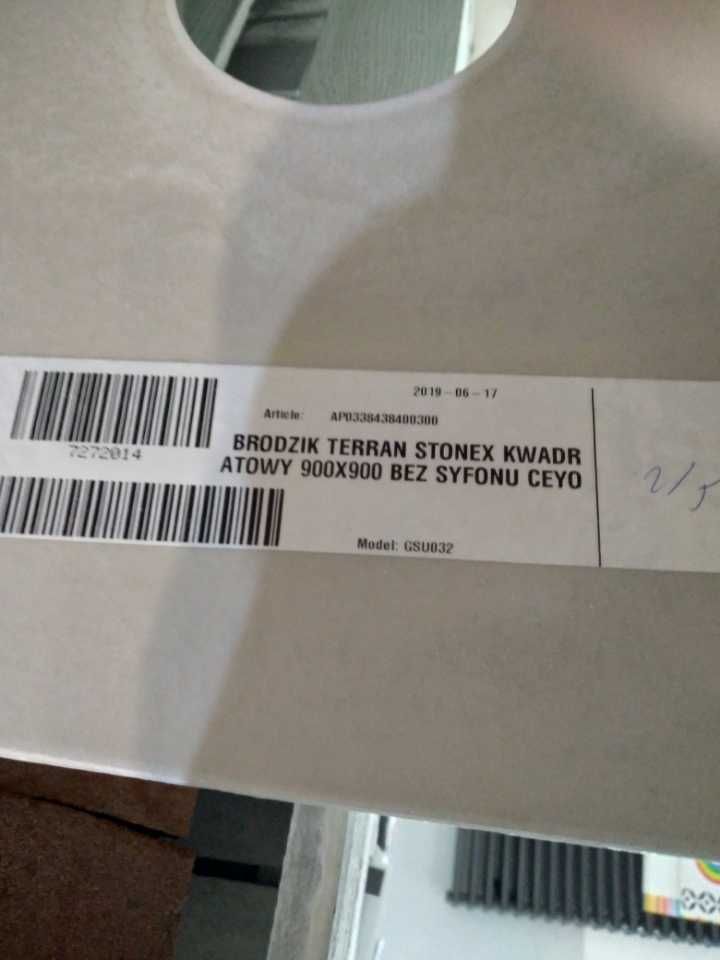 2019-06-17
Article: AP0338438400300
7272014
BRODZIK TERRAN STONEX KWADR
ATOWY 900X900 BEZ SYFONU CEYO
Model: GSU032